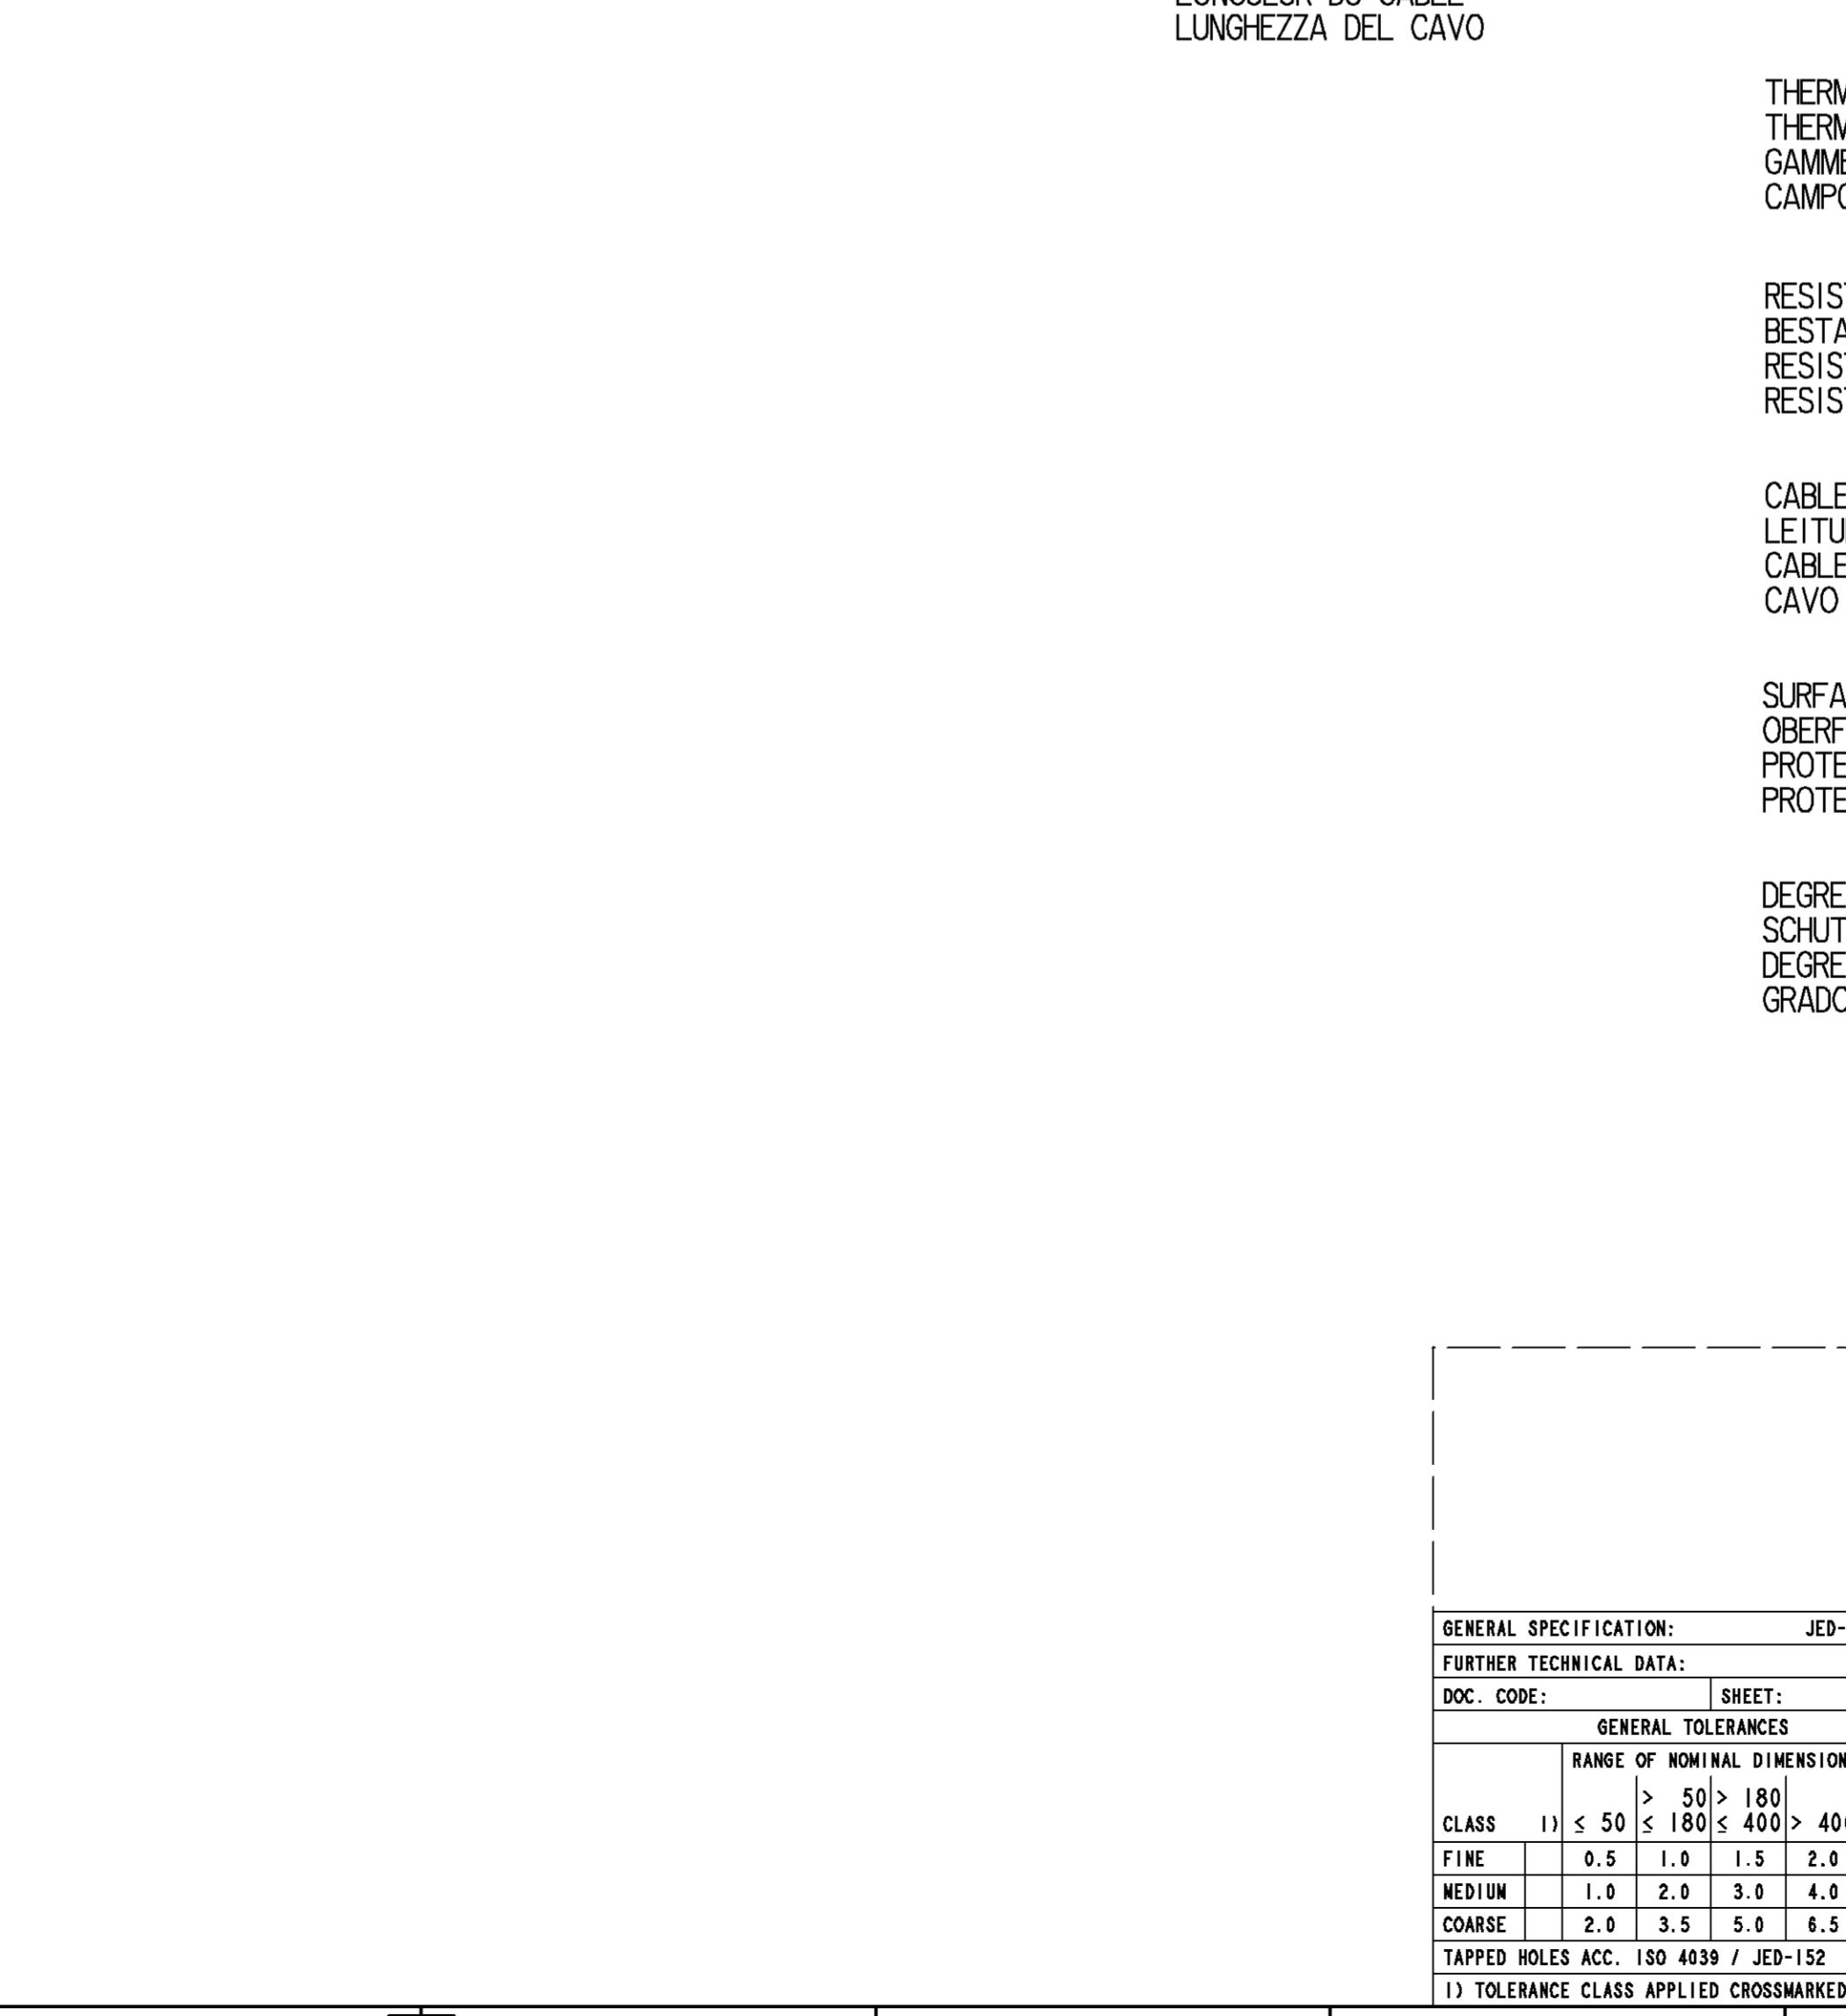 LUNGHEZZA DEL CAVO
THERM
THERM
GAMME
CAMPO
RESIST
BESTA
RESIST
RESIST
CABLE
LEITU
CABLE
CAVO
SURFA
OBERF
PROTE
PROTE
DEGRE
SCHUT
DEGRE
GRADO
GENERAL SPECIFICATION: JED-
FURTHER TECHNICAL DATA:
DOC. CODE: SHEET:
GENERAL TOLERANCES
RANGE OF NOMINAL DIMENSION
> 50 > 180
CLASS 1) ≤ 50 ≤ 180 ≤ 400 > 400
FINE 0.5 1.0 1.5 2.0
MEDIUM 1.0 2.0 3.0 4.0
COARSE 2.0 3.5 5.0 6.5
TAPPED HOLES ACC. ISO 4039 / JED-152
1) TOLERANCE CLASS APPLIED CROSSMARKED